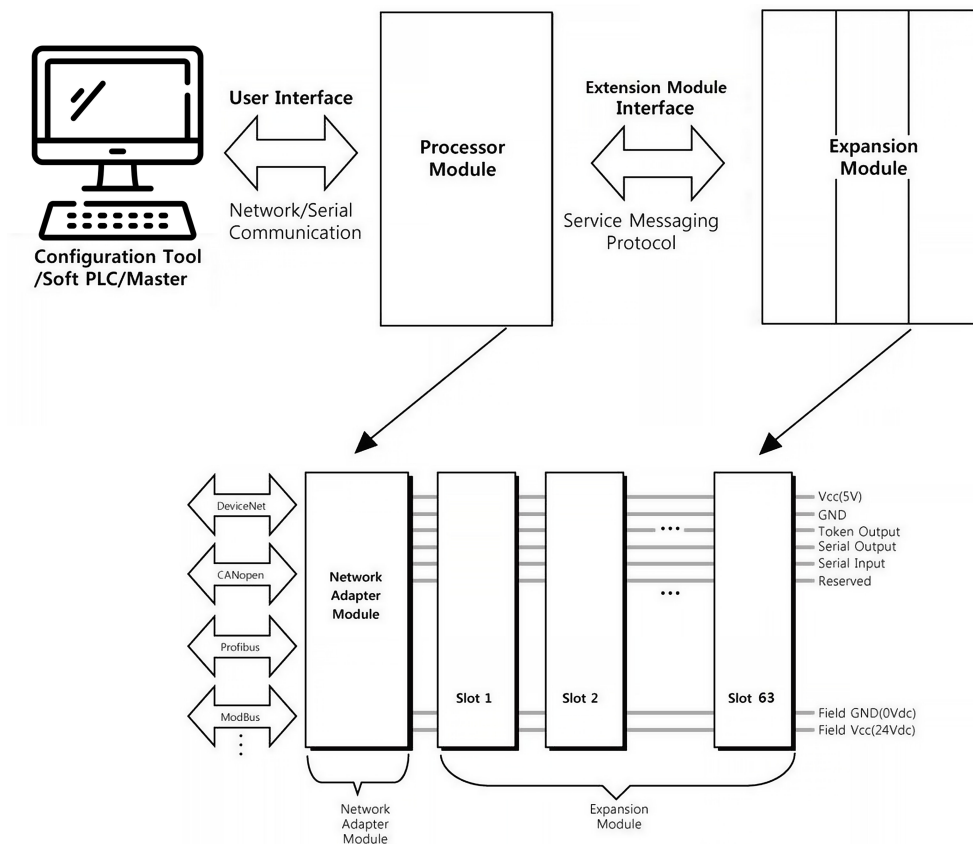 User Interface
Network/Serial
Communication
Configuration Tool
/Soft PLC/Master
Processor
Module
Extension Module
Interface
Service Messaging
Protocol
Expansion
Module
DeviceNet
CANopen
Profibus
ModBus
Network
Adapter
Module
Slot 1
Slot 2
Slot 63
Vcc(5V)
GND
Token Output
Serial Output
Serial Input
Reserved
Field GND(0Vdc)
Field Vcc(24Vdc)
Network
Adapter
Module
Expansion
Module